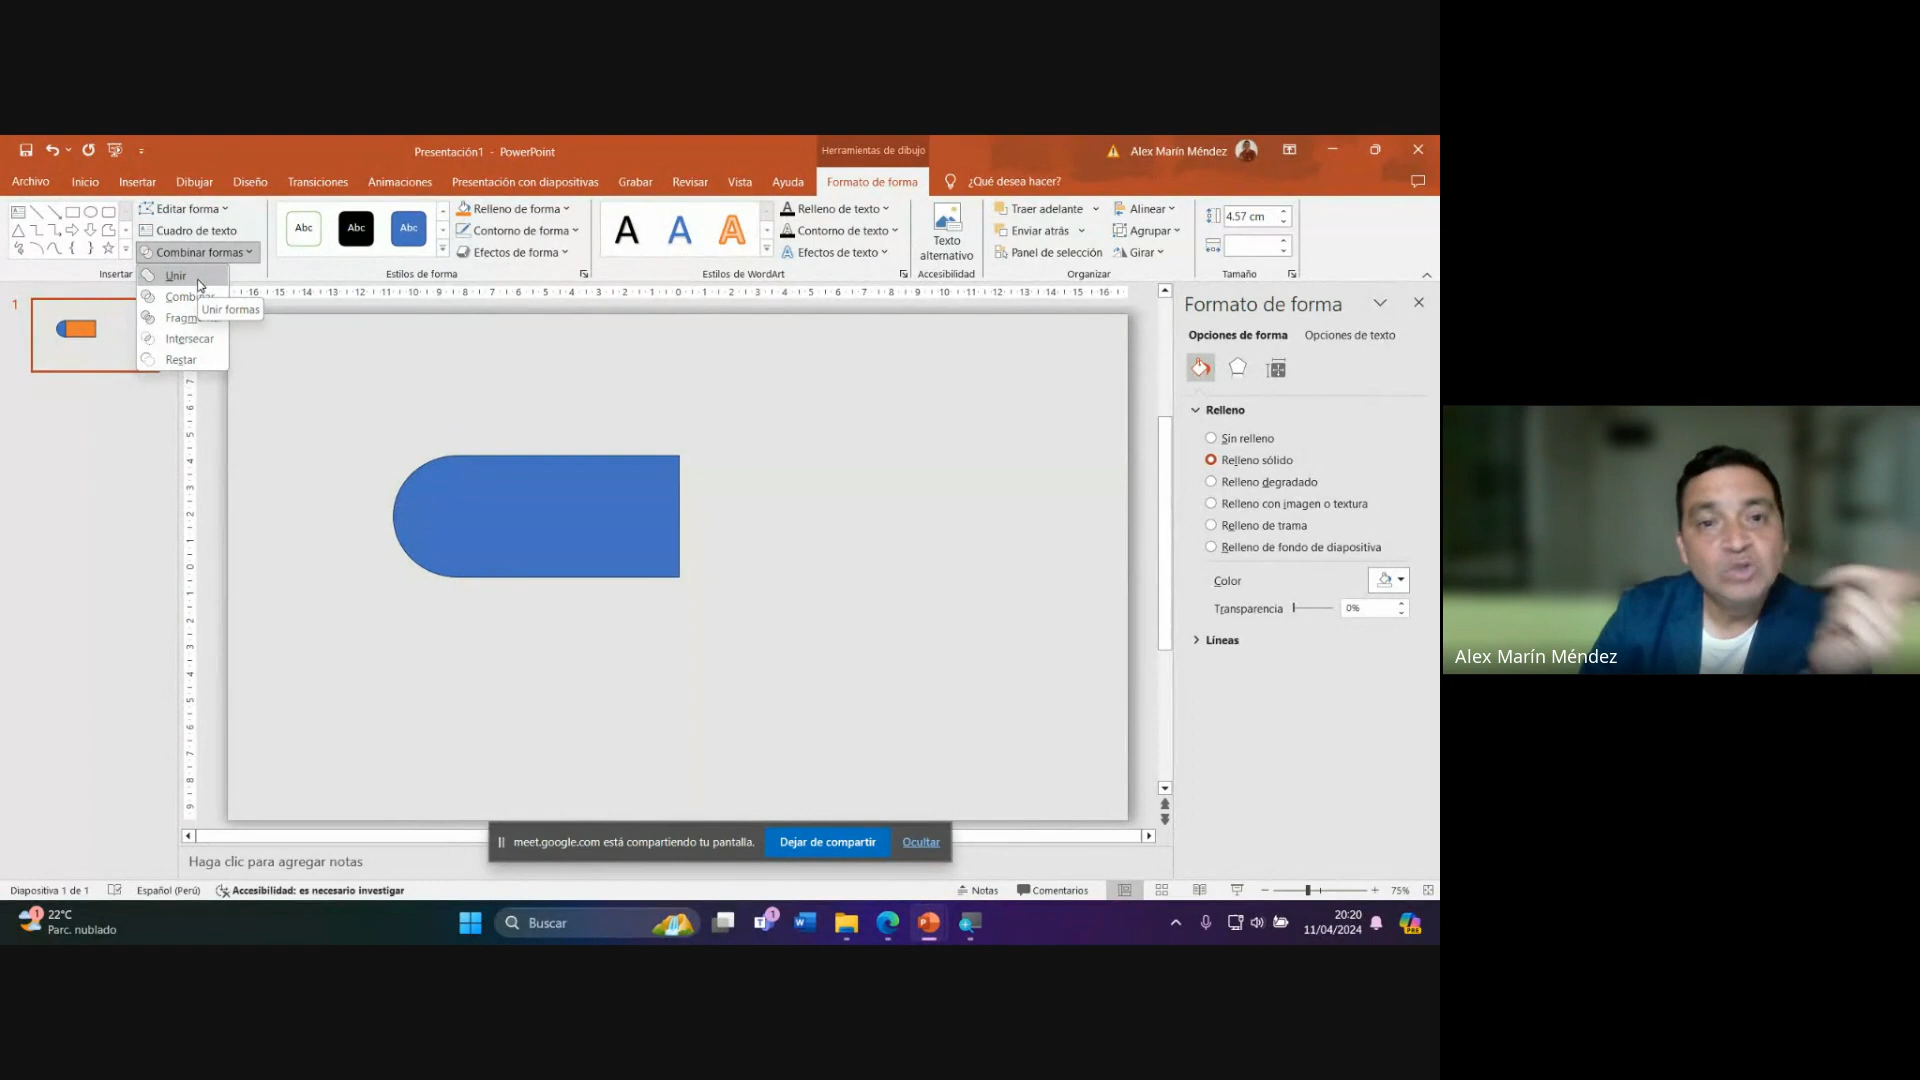 Presentación1 - PowerPoint
Herramientas de dibujo
Alex Marín Méndez
Archivo
Inicio
Insertar
Dibujar
Diseño
Transiciones
Animaciones
Presentación con diapositivas
Grabar
Revisar
Vista
Ayuda
Formato de forma
¿Qué desea hacer?
Editar forma
Cuadro de texto
Combinar formas
Insertar
Unir
Unir formas
Intersecar
Restar
Abc
Abc
Abc
Relleno de forma
Contorno de forma
Efectos de forma
Estilos de forma
A
A
A
Relleno de texto
Contorno de texto
Efectos de texto
Estilos de WordArt
Texto
alternativo
Accesibilidad
Traer adelante
Enviar atrás
Panel de selección
Alinear
Agrupar
Girar
Organizar
4.57 cm
Tamaño
1
Formato de forma
Opciones de forma
Opciones de texto
Relleno
Sin relleno
Relleno sólido
Relleno degradado
Relleno con imagen o textura
Relleno de trama
Relleno de fondo de diapositiva
Color
Transparencia
0%
Líneas
meet.google.com está compartiendo tu pantalla.
Dejar de compartir
Ocultar
Haga clic para agregar notas
Diapositiva 1 de 1
Español (Perú)
Accesibilidad: es necesario investigar
Notas
Comentarios
75%
22°C
Parc. nublado
Buscar
20:20
11/04/2024
Alex Marín Méndez